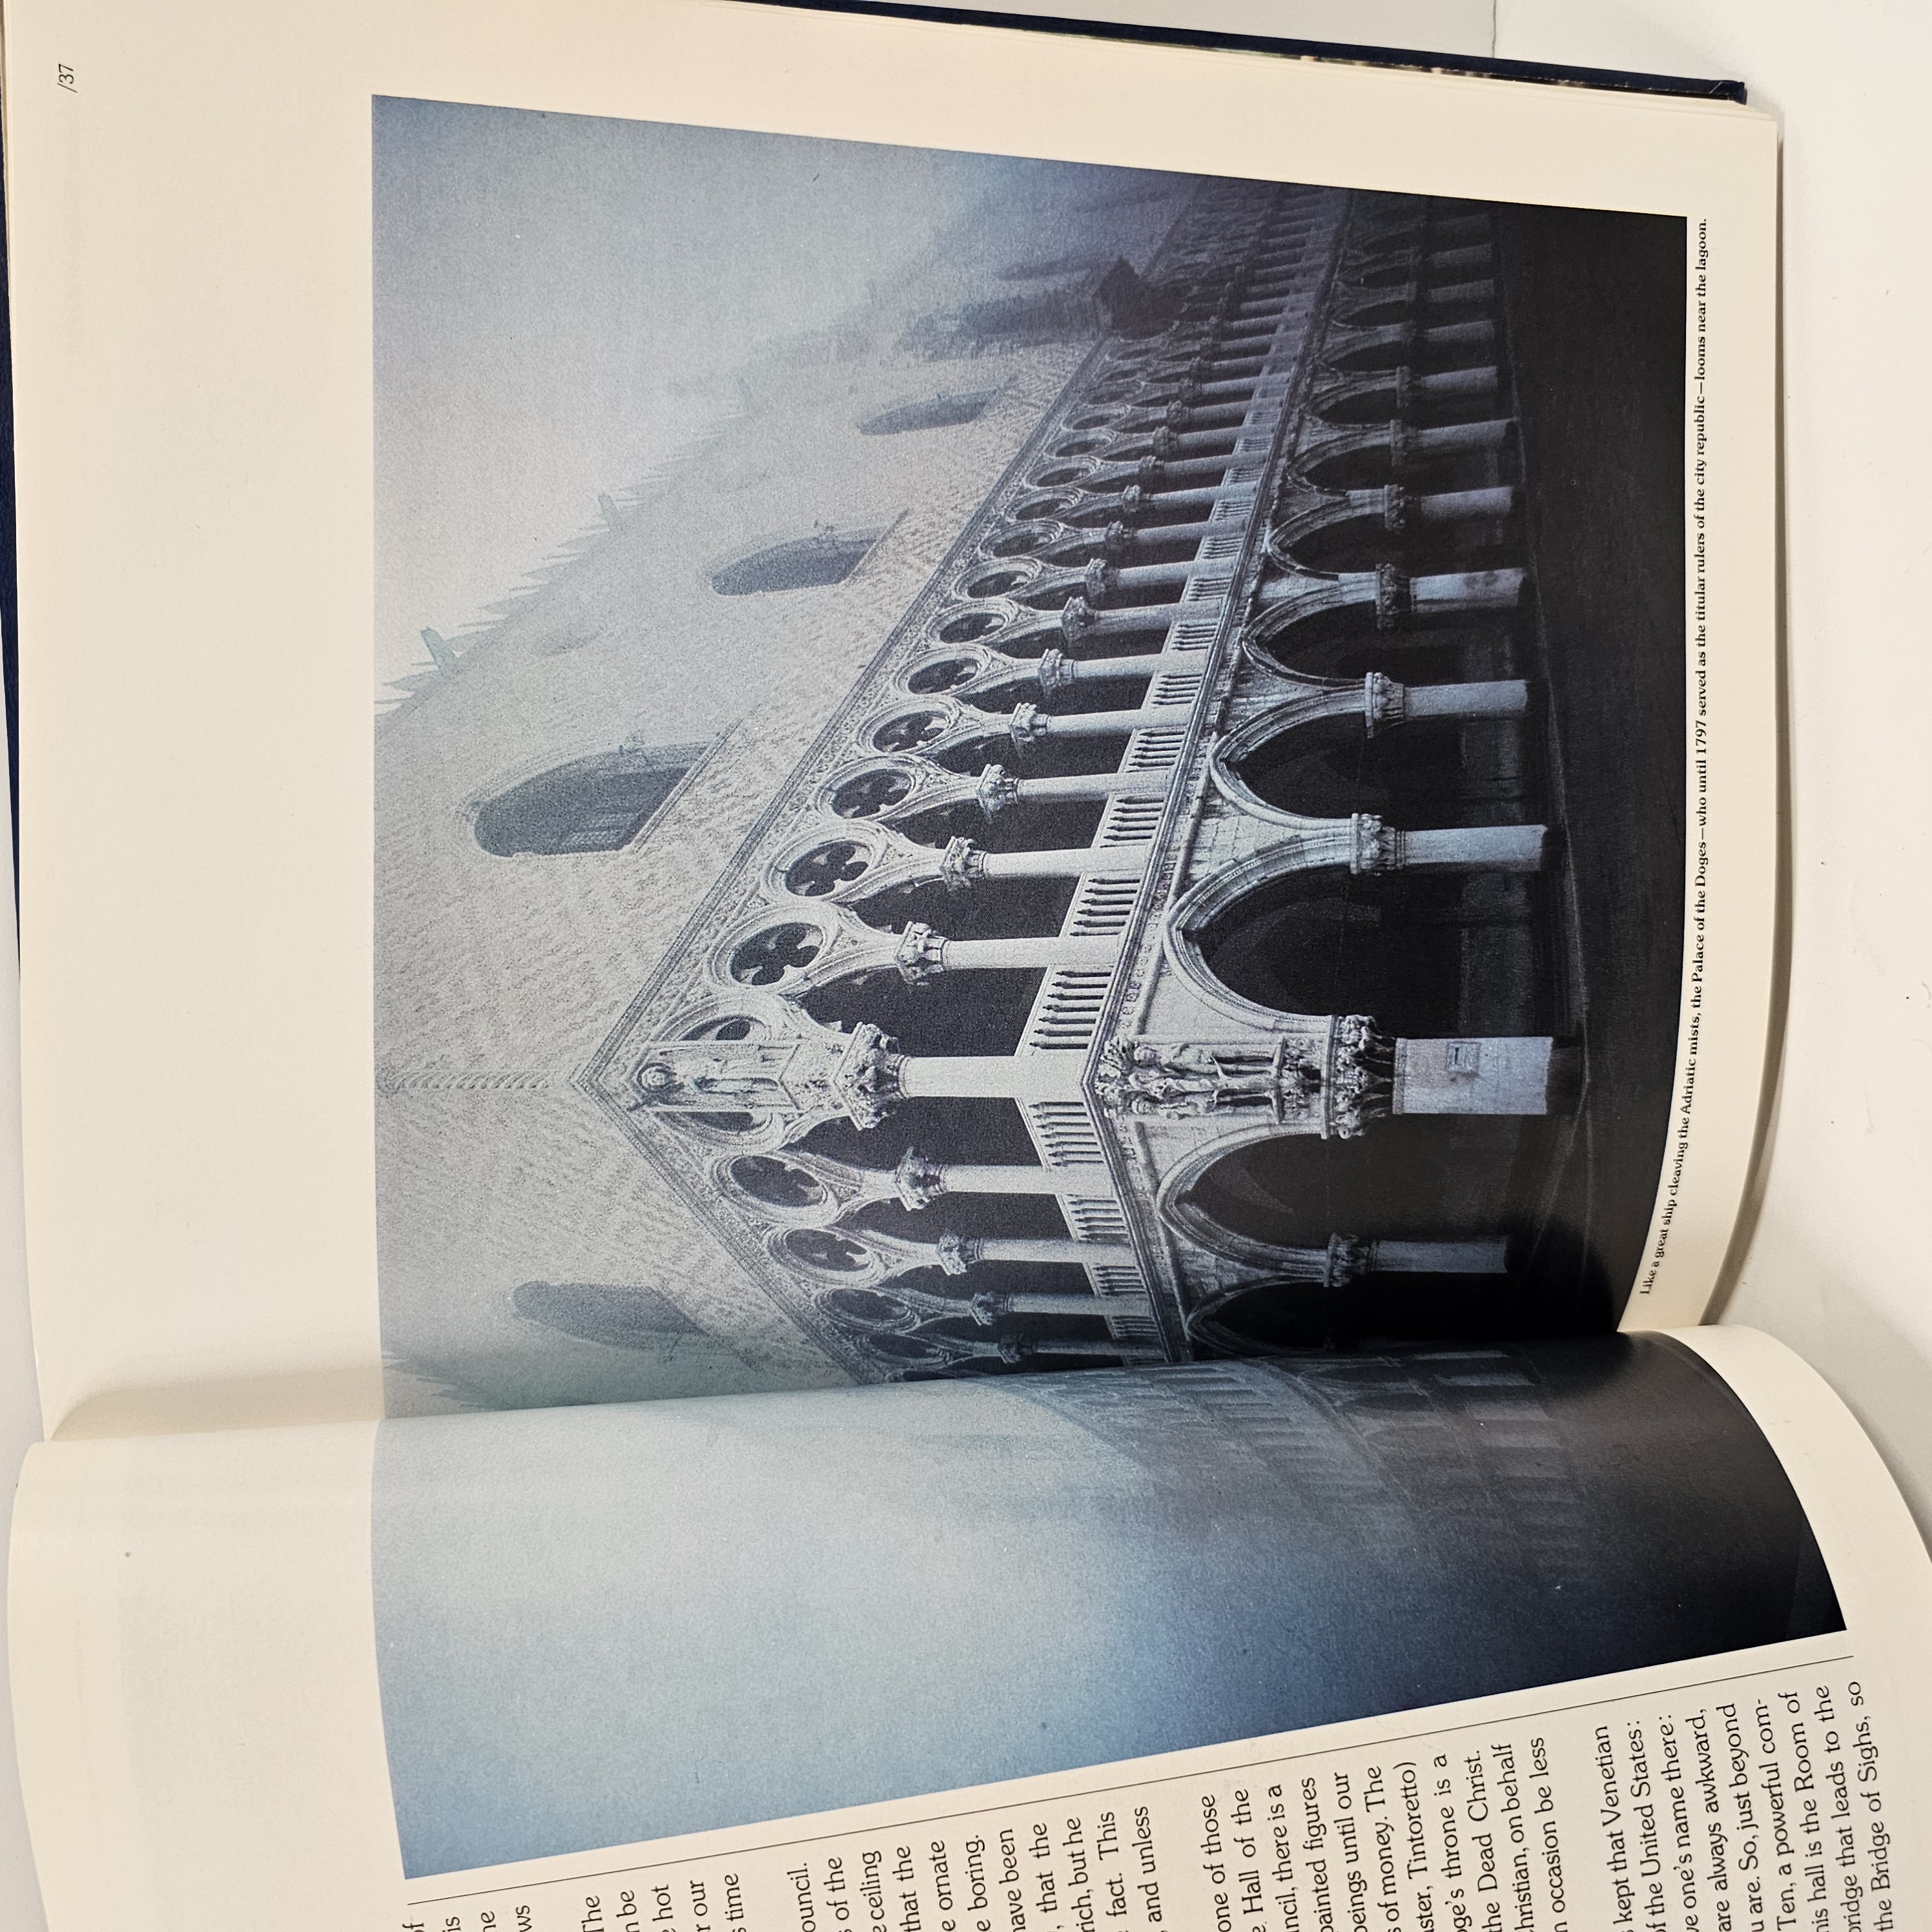 /37
of
is
ws
The
be
hot
our
time
ouncil.
of the
ceiling
that the
ornate
boring.
have been
, that the
rich, but he
fact. This
, and unless
one of those
Hall of the
ncil, there is a
painted figures
beings until our
s of money. The
ster, Tintoretto)
oge's throne is a
the Dead Christ.
Christian, on behalf
n occasion be less
s kept that Venetian
of the United States:
ve one's name there:
are always awkward,
u are. So, just beyond
Ten, a powerful com-
his hall is the Room of
bridge that leads to the
the Bridge of Sighs, so
Like a great ship cleaving the Adriatic mists, the Palace of the Doges—who until 1797 served as the titular rulers of the city republic—looms near the lagoon.